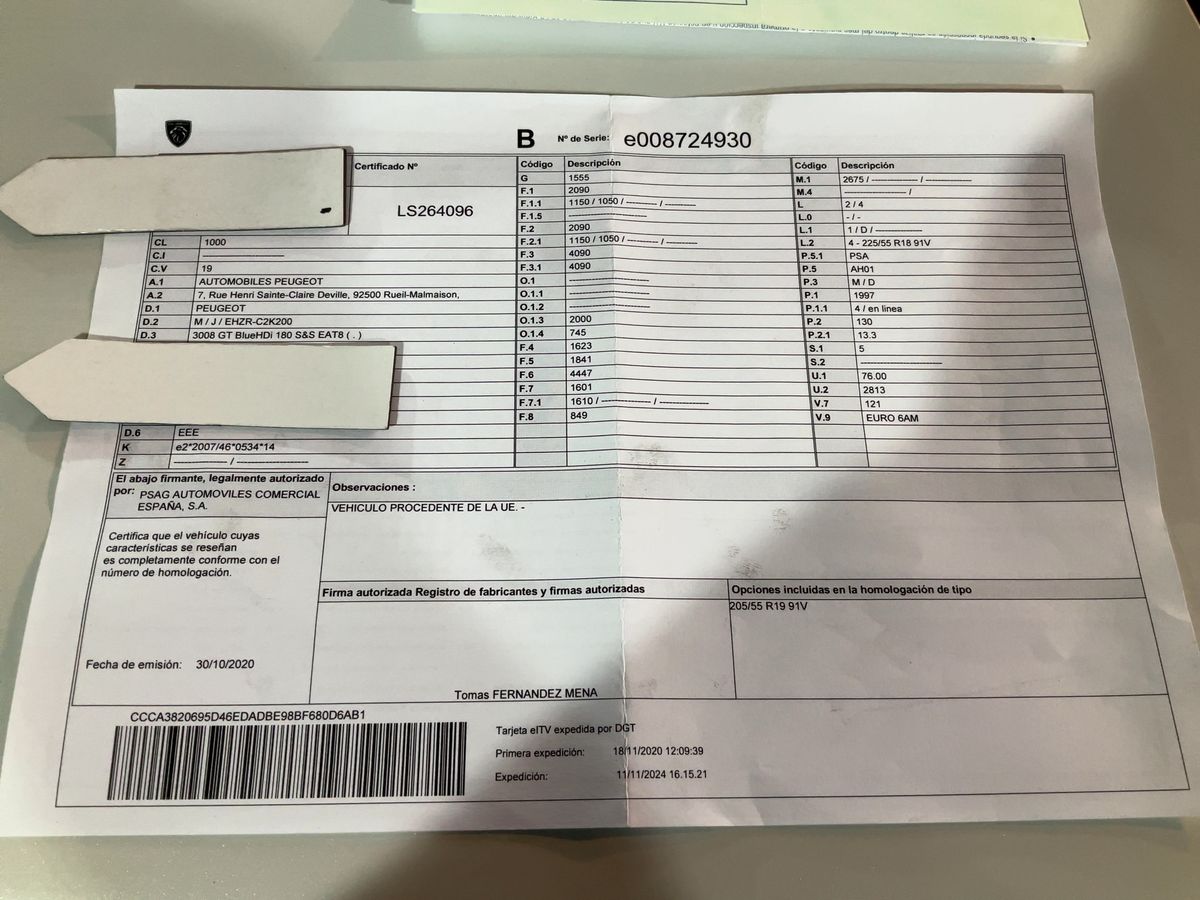 B Nº de Serie: e008724930
Certificado Nº
LS264096
CL 1000
C.I ---------------------
C.V 19
A.1 AUTOMOBILES PEUGEOT
A.2 7, Rue Henri Sainte-Claire Deville, 92500 Rueil-Malmaison,
D.1 PEUGEOT
D.2 M / J / EHZR-C2K200
D.3 3008 GT BlueHDi 180 S&S EAT8 ( . )
D.6 EEE
K e2*2007/46*0534*14
Z -------------- / -------------------
Código Descripción
G 1555
F.1 2090
F.1.1 1150 / 1050 / --------- / ---------
F.1.5 ---------------------
F.2 2090
F.2.1 1150 / 1050 / --------- / ---------
F.3 4090
F.3.1 4090
O.1 ---------------------
O.1.1 ---------------------
O.1.2 ---------------------
O.1.3 2000
O.1.4 745
F.4 1623
F.5 1841
F.6 4447
F.7 1601
F.7.1 1610 / -------------- / --------------
F.8 849
Código Descripción
M.1 2675 / -------------- / --------------
M.4 ------------------- /
L 2 / 4
L.0 - / -
L.1 1 / D / --------------
L.2 4 - 225/55 R18 91V
P.5.1 PSA
P.5 AH01
P.3 M / D
P.1 1997
P.1.1 4 / en linea
P.2 130
P.2.1 13.3
S.1 5
S.2 ---------------------
U.1 76.00
U.2 2813
V.7 121
V.9 EURO 6AM
El abajo firmante, legalmente autorizado
por: PSAG AUTOMOVILES COMERCIAL
ESPAÑA, S.A.
Certifica que el vehículo cuyas
características se reseñan
es completamente conforme con el
número de homologación.
Fecha de emisión: 30/10/2020
Observaciones :
VEHICULO PROCEDENTE DE LA UE. -
Firma autorizada Registro de fabricantes y firmas autorizadas
Tomas FERNANDEZ MENA
Opciones incluidas en la homologación de tipo
205/55 R19 91V
CCCA3820695D46EDADBE98BF680D6AB1
Tarjeta eITV expedida por DGT
Primera expedición: 18/11/2020 12:09:39
Expedición: 11/11/2024 16.15.21